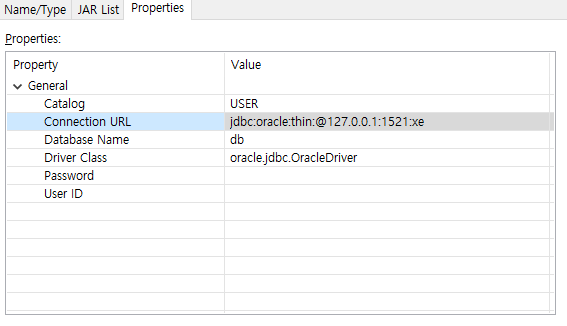 Name/Type JAR List Properties
Properties:
Property Value
General
Catalog USER
Connection URL jdbc:oracle:thin:@127.0.0.1:1521:xe
Database Name db
Driver Class oracle.jdbc.OracleDriver
Password
User ID